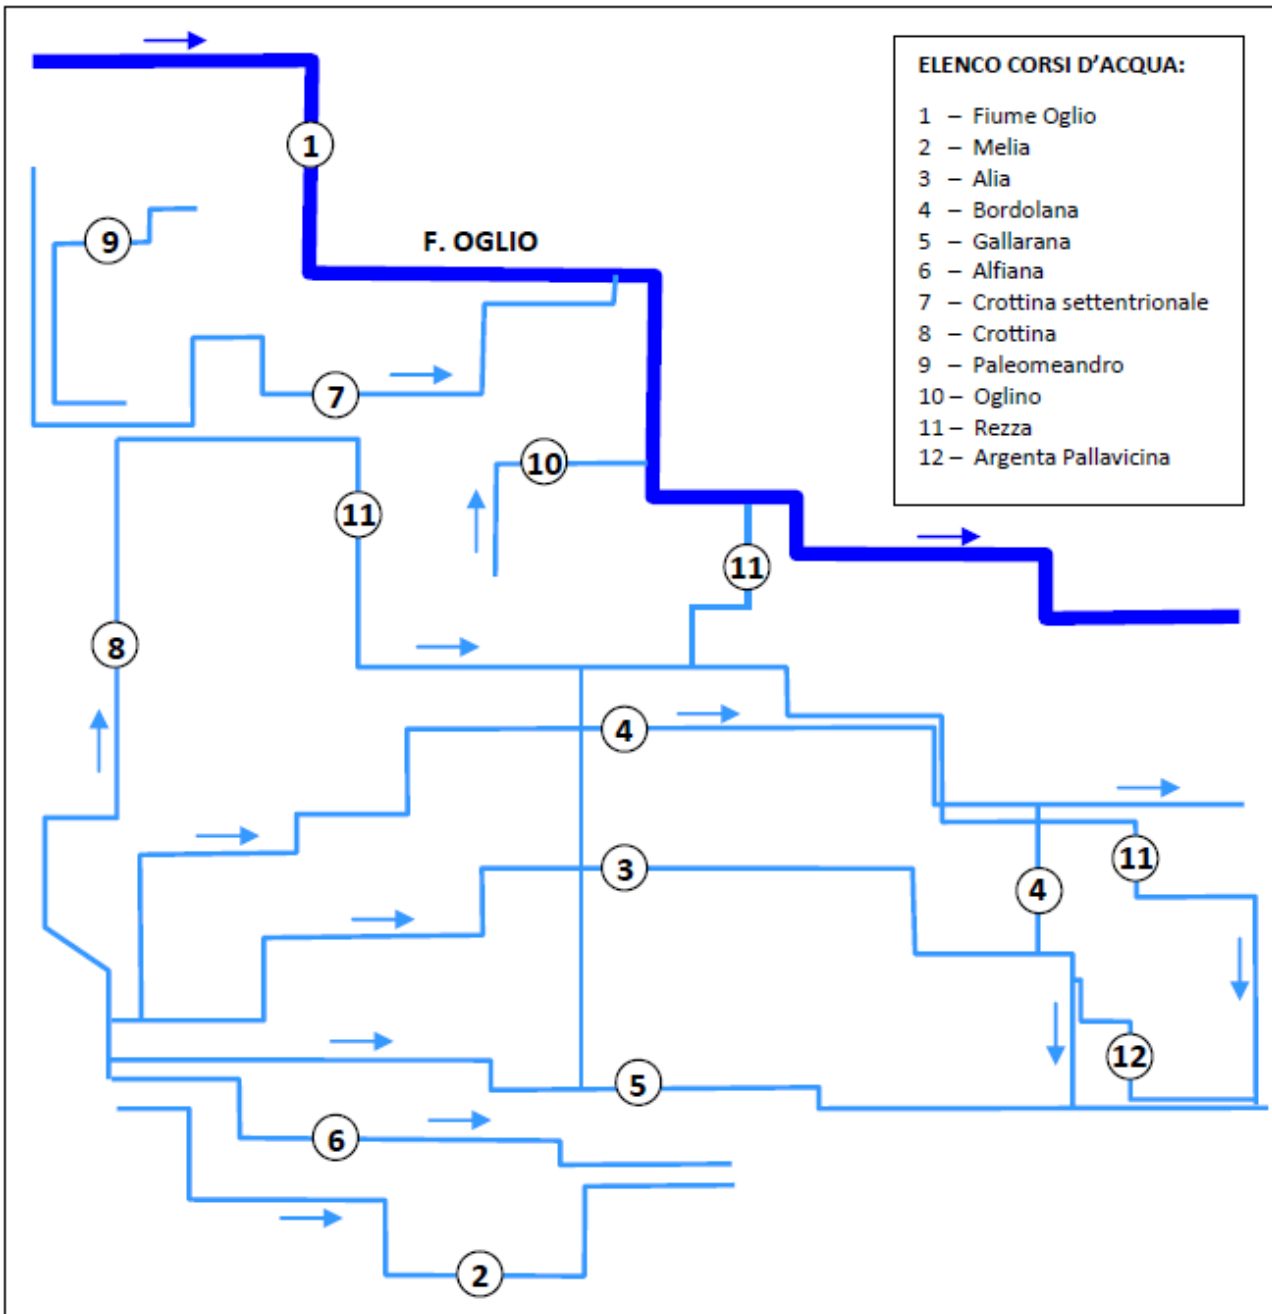 ELENCO CORSI D'ACQUA:
1 – Fiume Oglio
2 – Melia
3 – Alia
4 – Bordolana
5 – Gallarana
6 – Alfiana
7 – Crottina settentrionale
8 – Crottina
9 – Paleomeandro
10 – Oglino
11 – Rezza
12 – Argenta Pallavicina
1
9
F. OGLIO
7
10
11
11
8
4
11
3
4
12
5
6
2